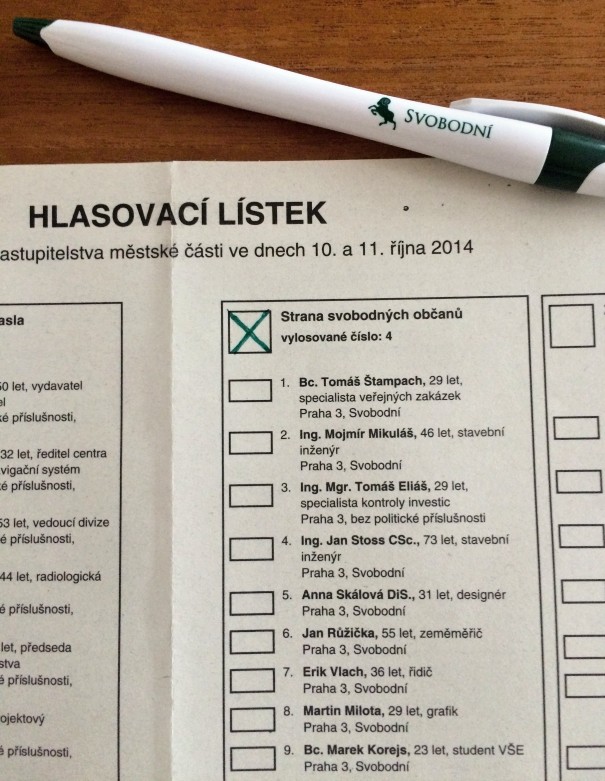 SVOBODNÍ
HLASOVACÍ LÍSTEK
astupitelstva městské části ve dnech 10. a 11. října 2014
asla
50 let, vydavatel
el
ké příslušnosti,
32 let, ředitel centra
vigační systém
ké příslušnosti,
53 let, vedoucí divize
é příslušnosti,
44 let, radiologická
é příslušnosti,
let, předseda
stva
é příslušnosti,
ojektový
é příslušnosti,
Strana svobodných občanů
vylosované číslo: 4
1. Bc. Tomáš Štampach, 29 let,
specialista veřejných zakázek
Praha 3, Svobodní
2. Ing. Mojmír Mikuláš, 46 let, stavební
inženýr
Praha 3, Svobodní
3. Ing. Mgr. Tomáš Eliáš, 29 let,
specialista kontroly investic
Praha 3, bez politické příslušnosti
4. Ing. Jan Stoss CSc., 73 let, stavební
inženýr
Praha 3, Svobodní
5. Anna Skálová DiS., 31 let, designér
Praha 3, Svobodní
6. Jan Růžička, 55 let, zeměměřič
Praha 3, Svobodní
7. Erik Vlach, 36 let, řidič
Praha 3, Svobodní
8. Martin Milota, 29 let, grafik
Praha 3, Svobodní
9. Bc. Marek Korejs, 23 let, student VŠE
Praha 3, Svobodní